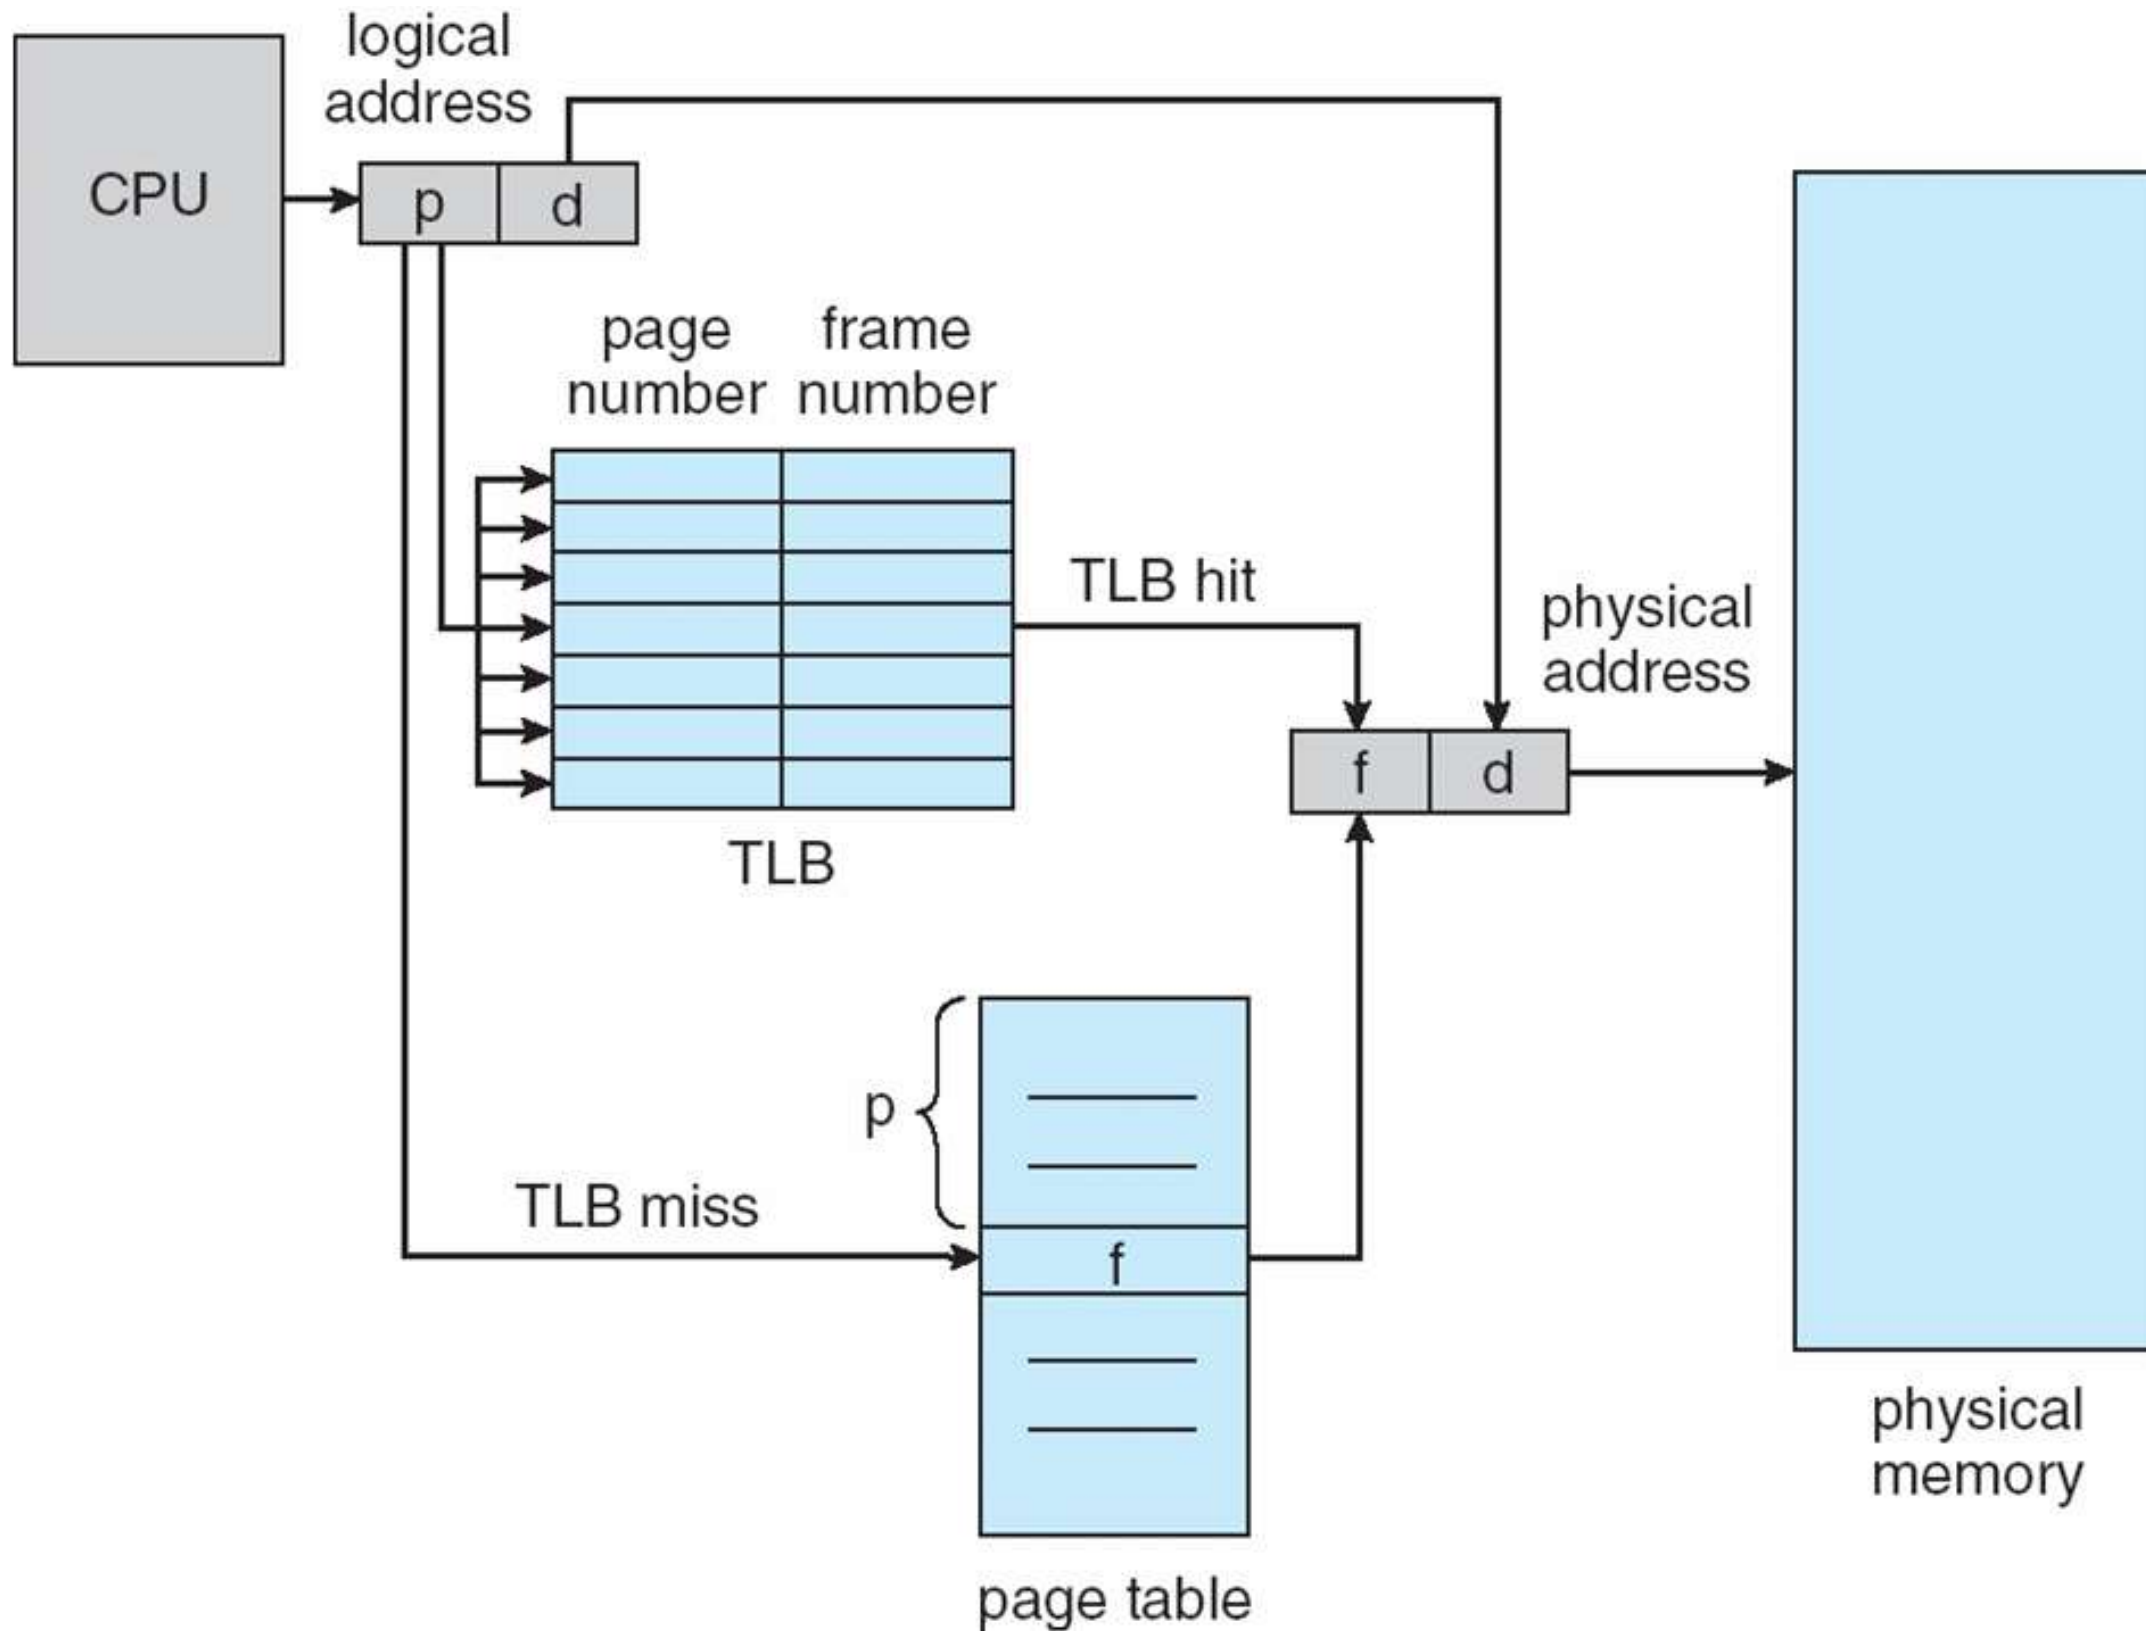 logical
address
CPU
p d
page frame
number number
TLB hit
physical
address
f d
TLB
p
TLB miss
f
physical
memory
page table